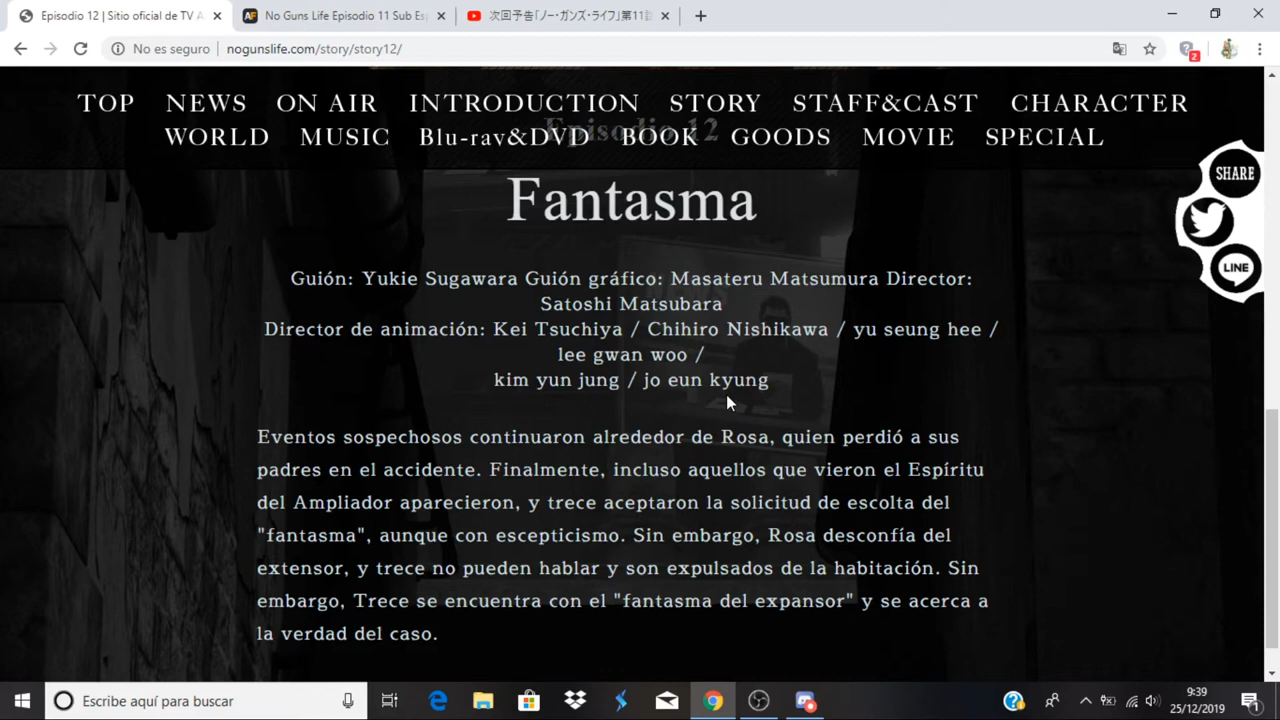 Episodio 12 | Sitio oficial de TV A
No Guns Life Episodio 11 Sub Esp
次回予告「ノー・ガンズ・ライフ」第11話
No es seguro
nogunslife.com/story/story12/
2
TOP NEWS ON AIR INTRODUCTION STORY STAFF&CAST CHARACTER
WORLD MUSIC Blu-ray&DVD BOOK GOODS MOVIE SPECIAL
Episodio 12
SHARE
LINE
Fantasma
Guión: Yukie Sugawara Guión gráfico: Masateru Matsumura Director:
Satoshi Matsubara
Director de animación: Kei Tsuchiya / Chihiro Nishikawa / yu seung hee /
lee gwan woo /
kim yun jung / jo eun kyung
Eventos sospechosos continuaron alrededor de Rosa, quien perdió a sus
padres en el accidente. Finalmente, incluso aquellos que vieron el Espíritu
del Ampliador aparecieron, y trece aceptaron la solicitud de escolta del
"fantasma", aunque con escepticismo. Sin embargo, Rosa desconfía del
extensor, y trece no pueden hablar y son expulsados de la habitación. Sin
embargo, Trece se encuentra con el "fantasma del expansor" y se acerca a
la verdad del caso.
Escribe aquí para buscar
9:39
25/12/2019
1